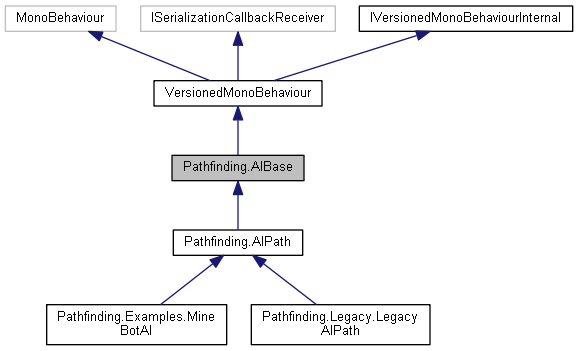 MonoBehaviour
ISerializationCallbackReceiver
IVersionedMonoBehaviourInternal
VersionedMonoBehaviour
Pathfinding.AIBase
Pathfinding.AIPath
Pathfinding.Examples.Mine
BotAI
Pathfinding.Legacy.Legacy
AIPath